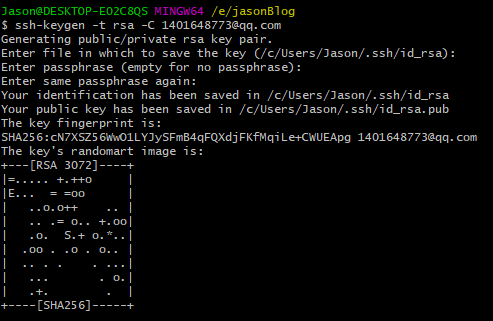 Jason@DESKTOP-EO2C8QS MINGW64 /e/jasonBlog
$ ssh-keygen -t rsa -C 1401648773@qq.com
Generating public/private rsa key pair.
Enter file in which to save the key (/c/Users/Jason/.ssh/id_rsa):
Enter passphrase (empty for no passphrase):
Enter same passphrase again:
Your identification has been saved in /c/Users/Jason/.ssh/id_rsa
Your public key has been saved in /c/Users/Jason/.ssh/id_rsa.pub
The key fingerprint is:
SHA256:cN7XSZ56WwO1LYJySFmB4qFQXdjFKfMqiLe+CWUEApg 1401648773@qq.com
The key's randomart image is:
+---[RSA 3072]----+
|=..... +.++o     |
|E...  = =oo      |
|   ..o.o++    .. |
|   .. .= o.. +.oo|
|   .o.  S.+ o.*..|
|  .oo . .o . o.. |
|  .. . .    . ...|
|   ...       . o.|
|   .+.        .  |
+----[SHA256]-----+